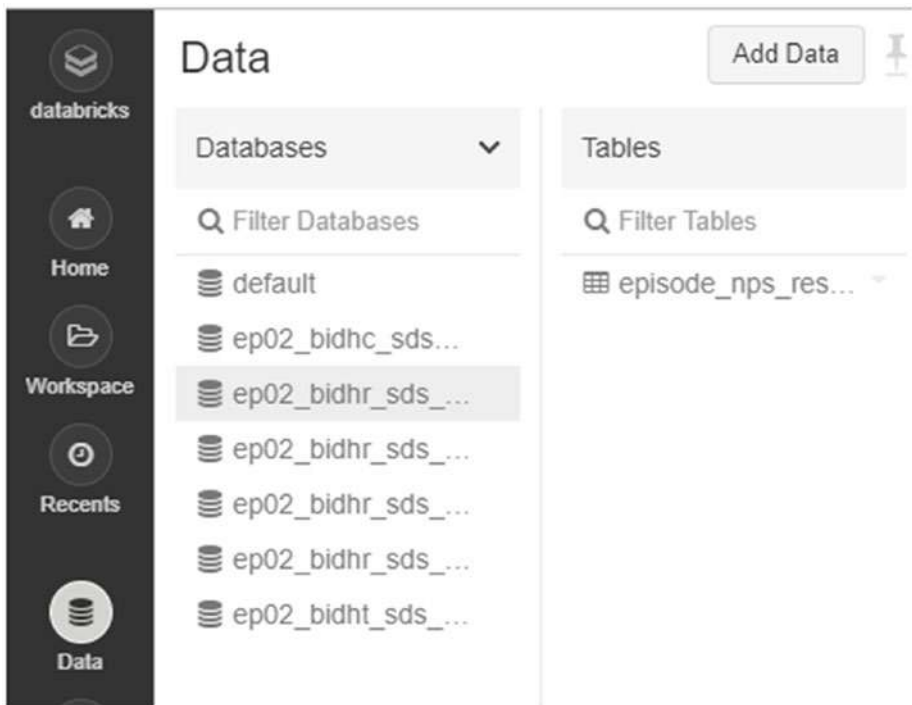 databricks
Home
Workspace
Recents
Data
Data
Add Data
Databases
Filter Databases
default
ep02_bidhc_sds...
ep02_bidhr_sds_...
ep02_bidhr_sds_...
ep02_bidhr_sds_...
ep02_bidhr_sds_...
ep02_bidht_sds_...
Tables
Filter Tables
episode_nps_res...